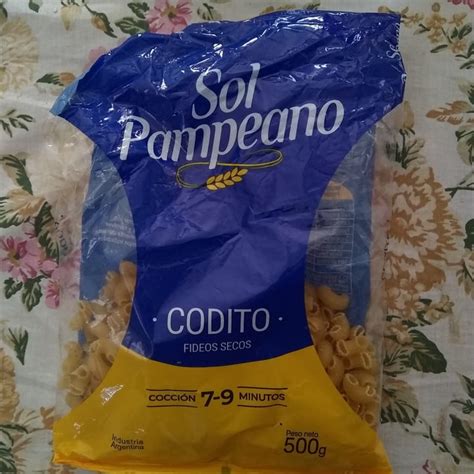 Sol
Pampeano
· CODITO ·
FIDEOS SECOS
COCCIÓN 7-9 MINUTOS
Industria
Argentina
Peso neto
500g